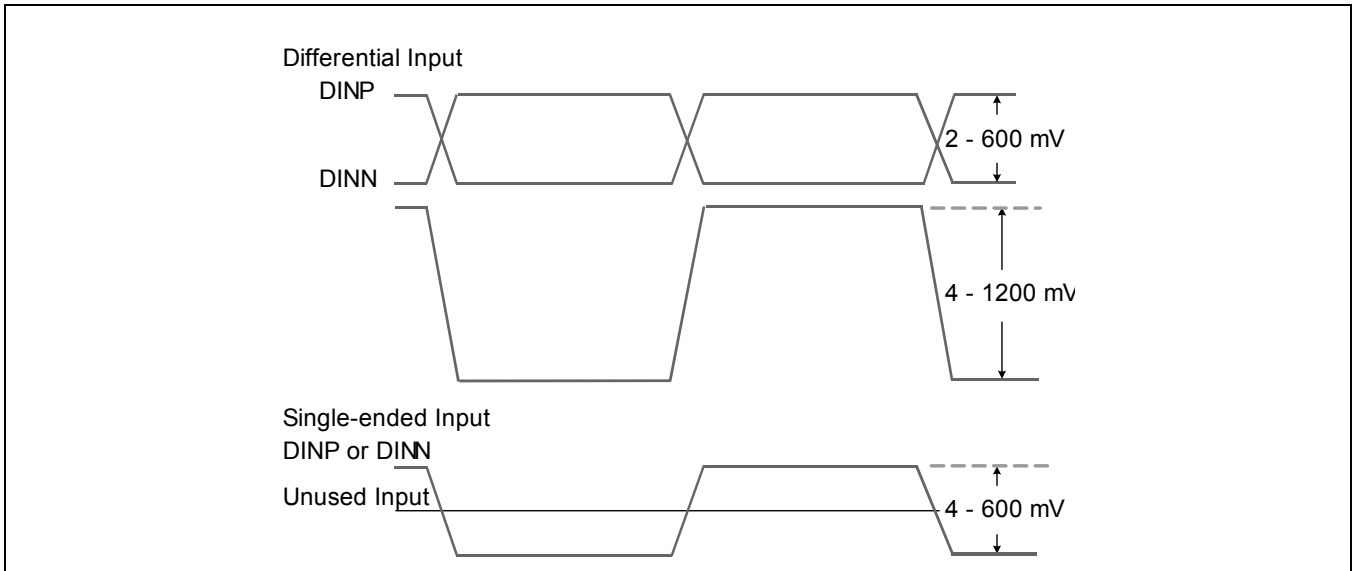 Differential Input
DINP
2 - 600 mV
DINN
4 - 1200 mV
Single-ended Input
DINP or DINN
Unused Input
4 - 600 mV